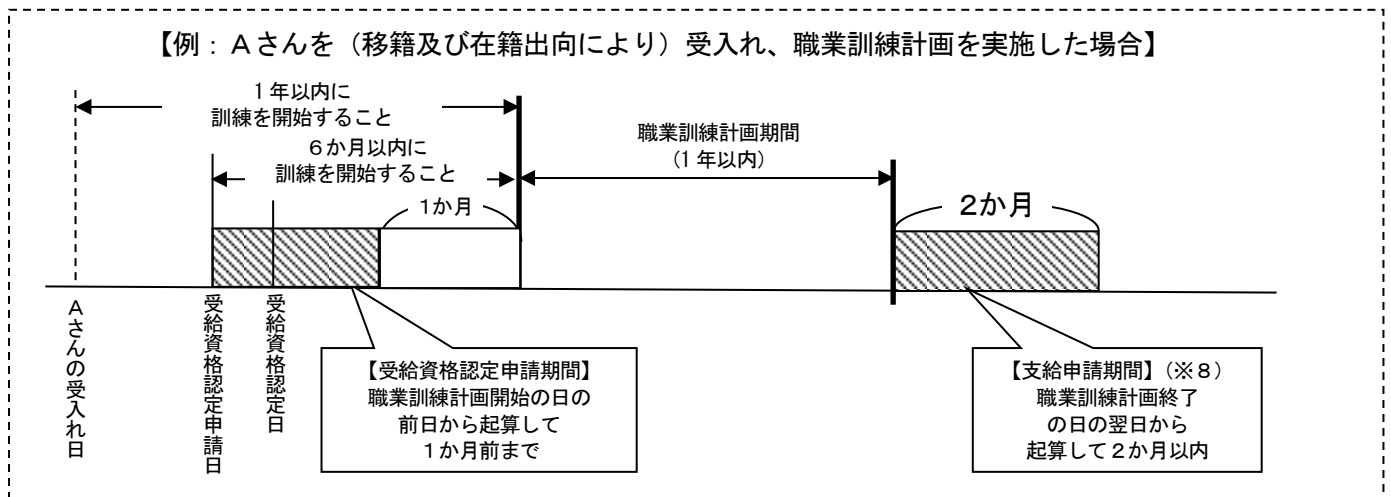 【例：Ａさんを（移籍及び在籍出向により）受入れ、職業訓練計画を実施した場合】
１年以内に
訓練を開始すること
６か月以内に
訓練を開始すること
１か月
職業訓練計画期間
（１年以内）
２か月
Ａさんの受入れ日
受給資格認定申請日
受給資格認定日
【受給資格認定申請期間】
職業訓練計画開始の日の
前日から起算して
１か月前まで
【支給申請期間】（※８）
職業訓練計画終了
の日の翌日から
起算して２か月以内